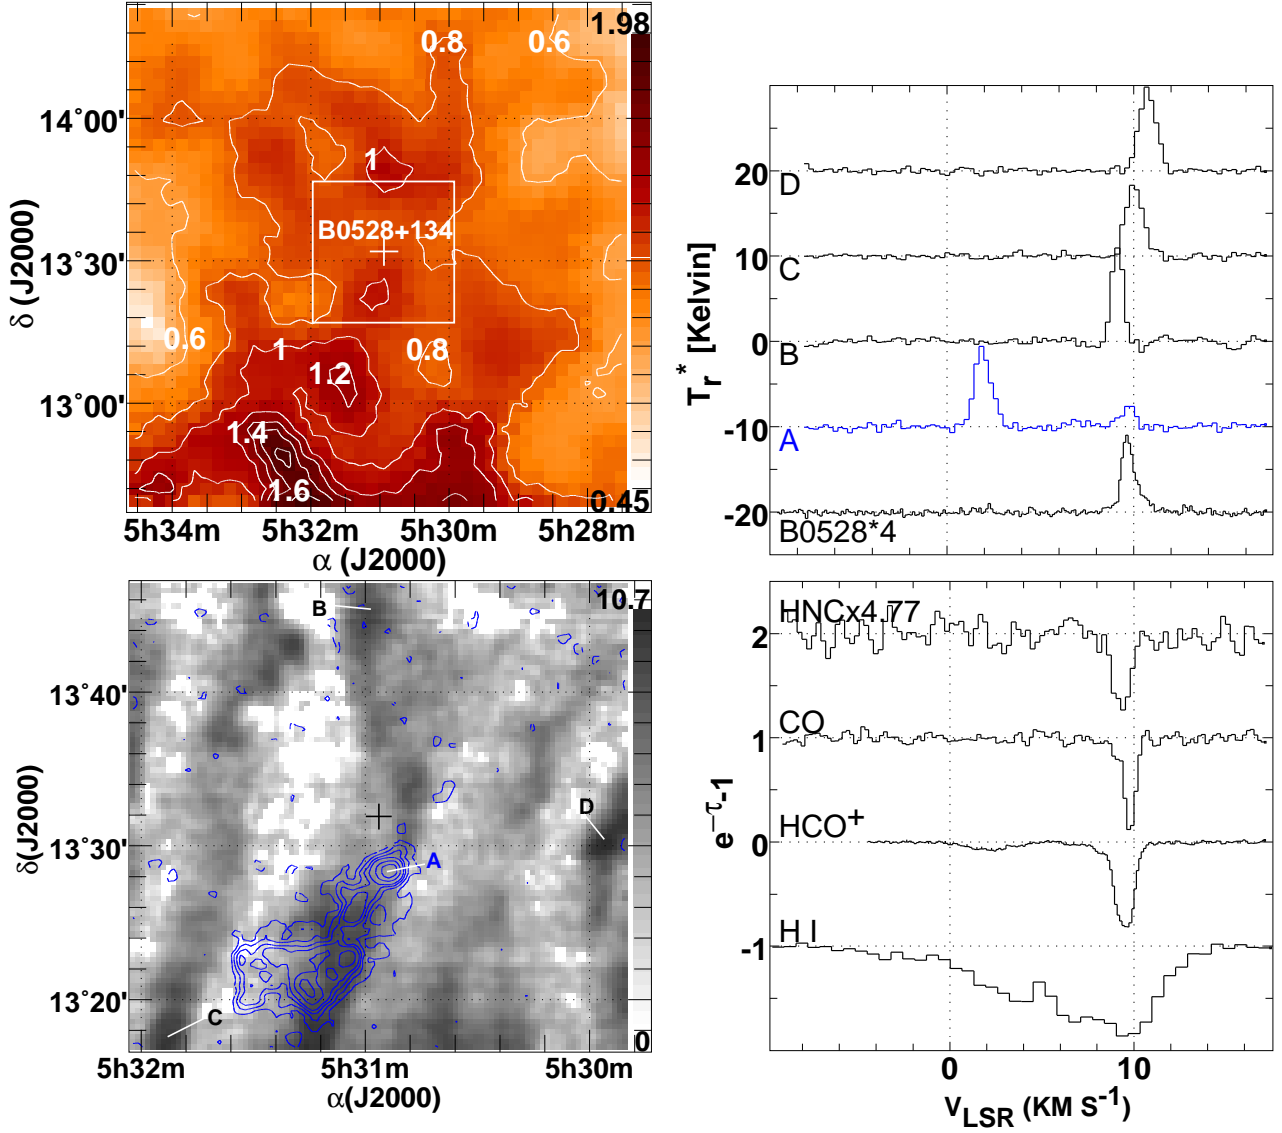 1.98
0.8
0.6
14°00'
1
B0528+134
13°30'
0.6
1
0.8
1.2
13°00'
1.4
1.6
0.45
5h34m
5h32m
5h30m
5h28m
α (J2000)
δ (J2000)
20
D
10
C
0
B
-10
A
-20
B0528*4
Tr* [Kelvin]
10.7
B
13°40'
D
13°30'
A
13°20'
C
0
5h32m
5h31m
5h30m
α(J2000)
δ(J2000)
HNCx4.77
2
CO
1
HCO+
0
H I
-1
0
10
VLSR (KM S-1)
e-τ-1